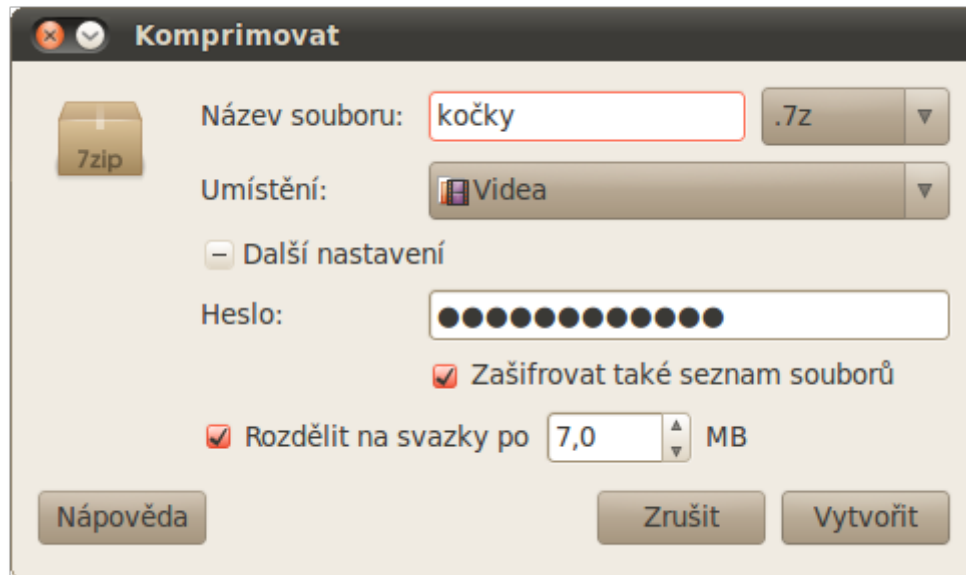 Komprimovat
7zip
Název souboru: kočky .7z
Umístění: Videa
Další nastavení
Heslo: ●●●●●●●●●●●●
Zašifrovat také seznam souborů
Rozdělit na svazky po 7,0 MB
Nápověda Zrušit Vytvořit